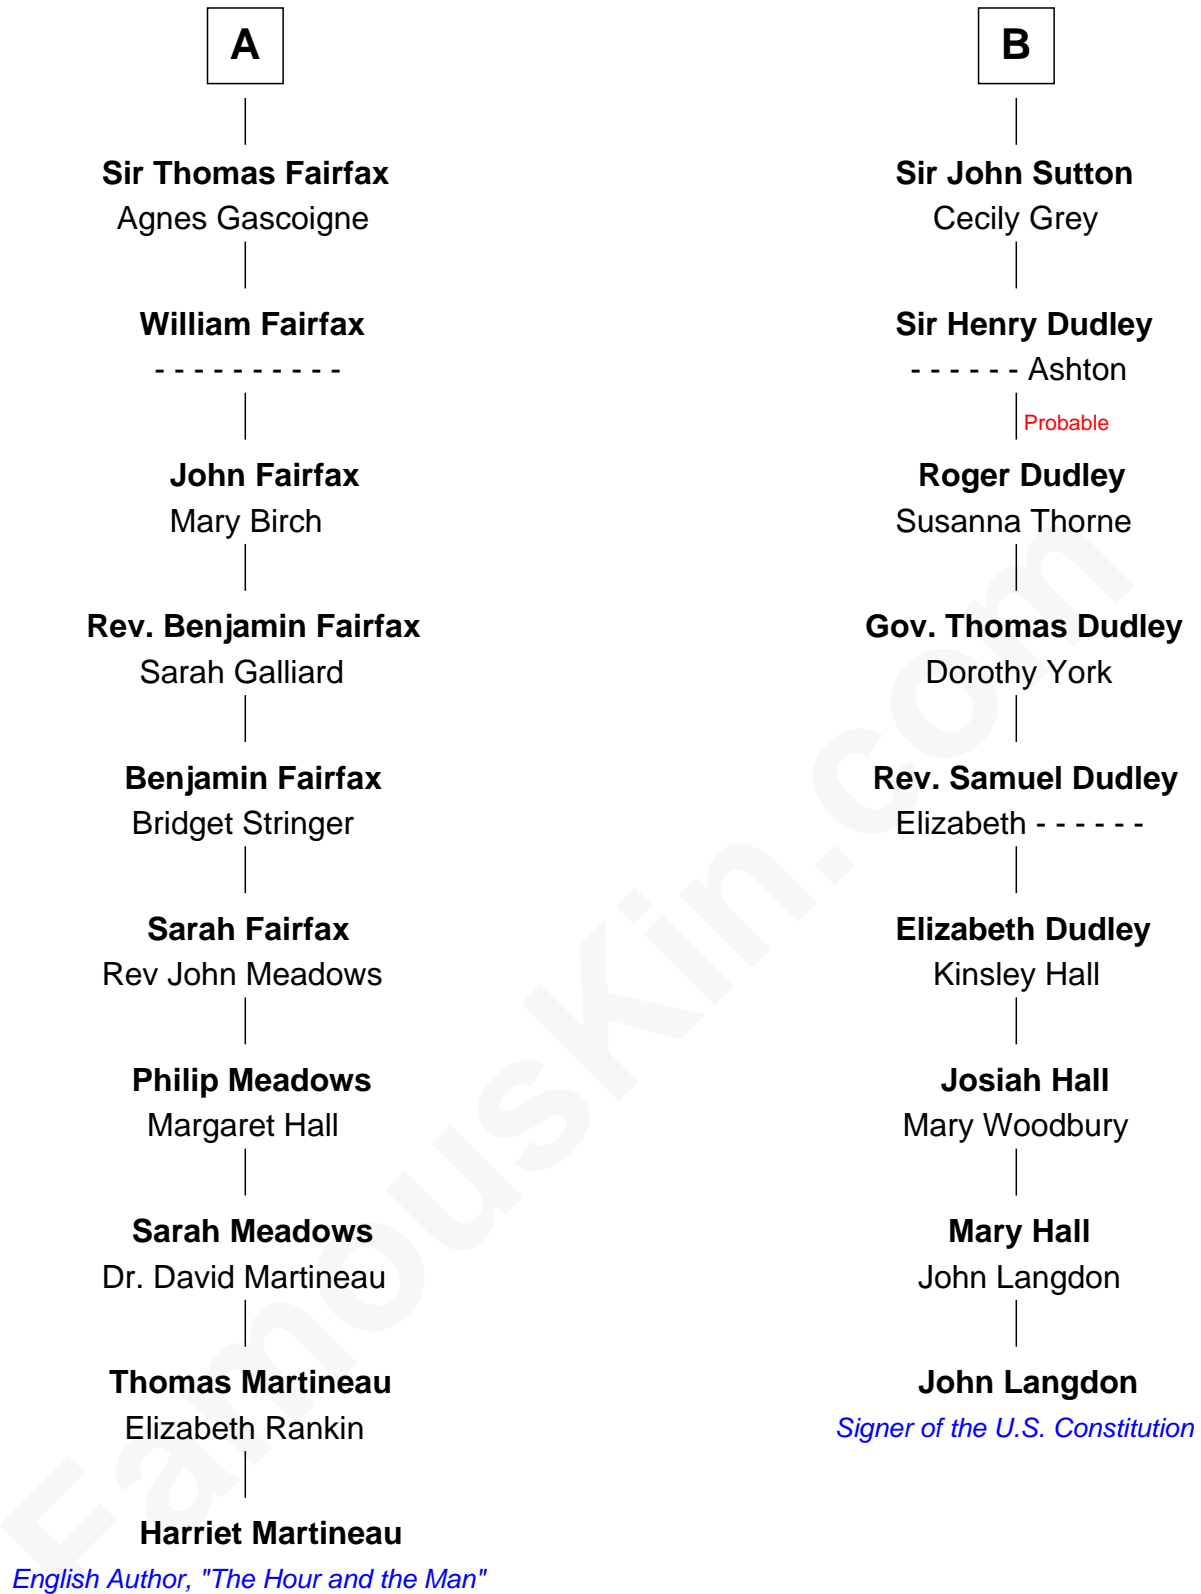 A
Sir Thomas Fairfax
Agnes Gascoigne
William Fairfax
- - - - - - - - - -
John Fairfax
Mary Birch
Rev. Benjamin Fairfax
Sarah Galliard
Benjamin Fairfax
Bridget Stringer
Sarah Fairfax
Rev John Meadows
Philip Meadows
Margaret Hall
Sarah Meadows
Dr. David Martineau
Thomas Martineau
Elizabeth Rankin
Harriet Martineau
English Author, "The Hour and the Man"
B
Sir John Sutton
Cecily Grey
Sir Henry Dudley
- - - - - - Ashton
Probable
Roger Dudley
Susanna Thorne
Gov. Thomas Dudley
Dorothy York
Rev. Samuel Dudley
Elizabeth - - - - - -
Elizabeth Dudley
Kinsley Hall
Josiah Hall
Mary Woodbury
Mary Hall
John Langdon
John Langdon
Signer of the U.S. Constitution
FamousKin.com